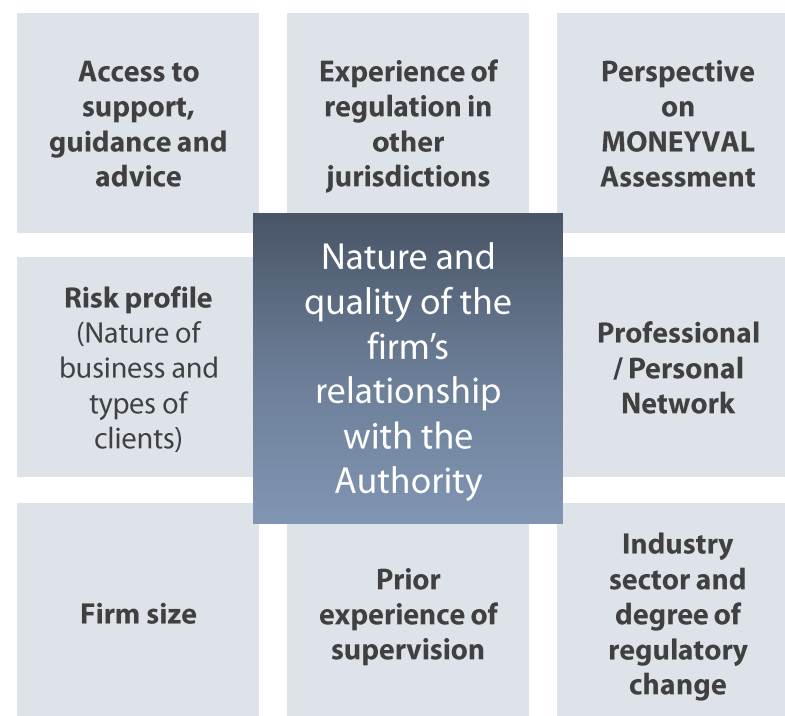 Access to
support,
guidance and
advice
Experience of
regulation in
other
jurisdictions
Perspective
on
MONEYVAL
Assessment
Risk profile
(Nature of
business and
types of
clients)
Nature and
quality of the
firm’s
relationship
with the
Authority
Professional
/ Personal
Network
Firm size
Prior
experience of
supervision
Industry
sector and
degree of
regulatory
change